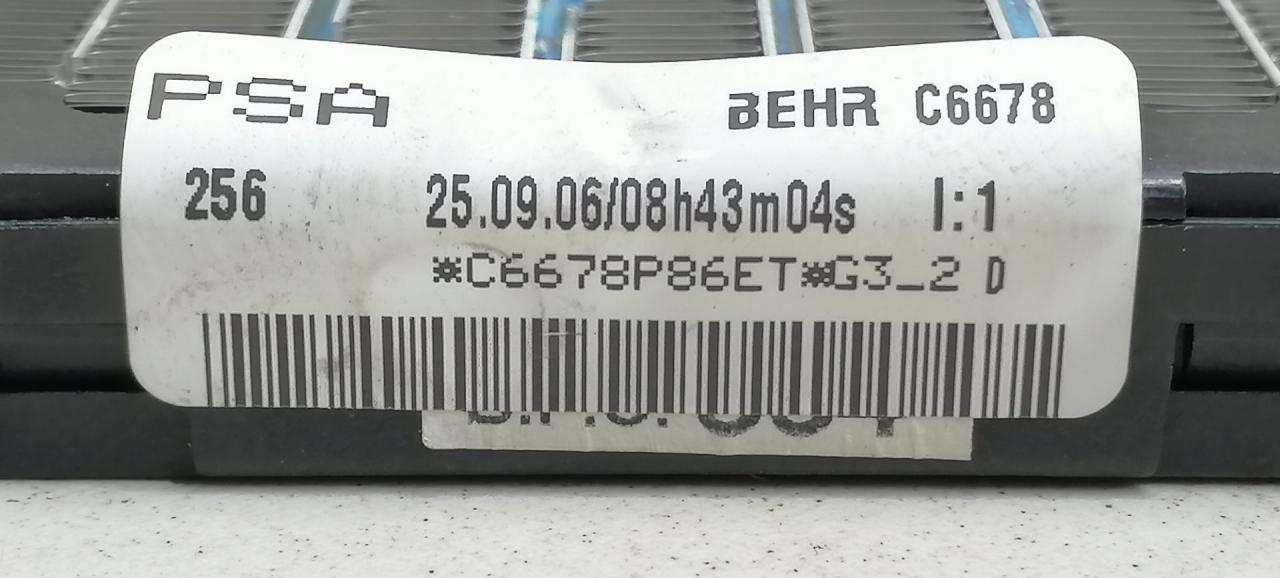 PSA BEHR C6678
256 25.09.06/08h43m04s I:1
*C6678P86ET*G3_2 D